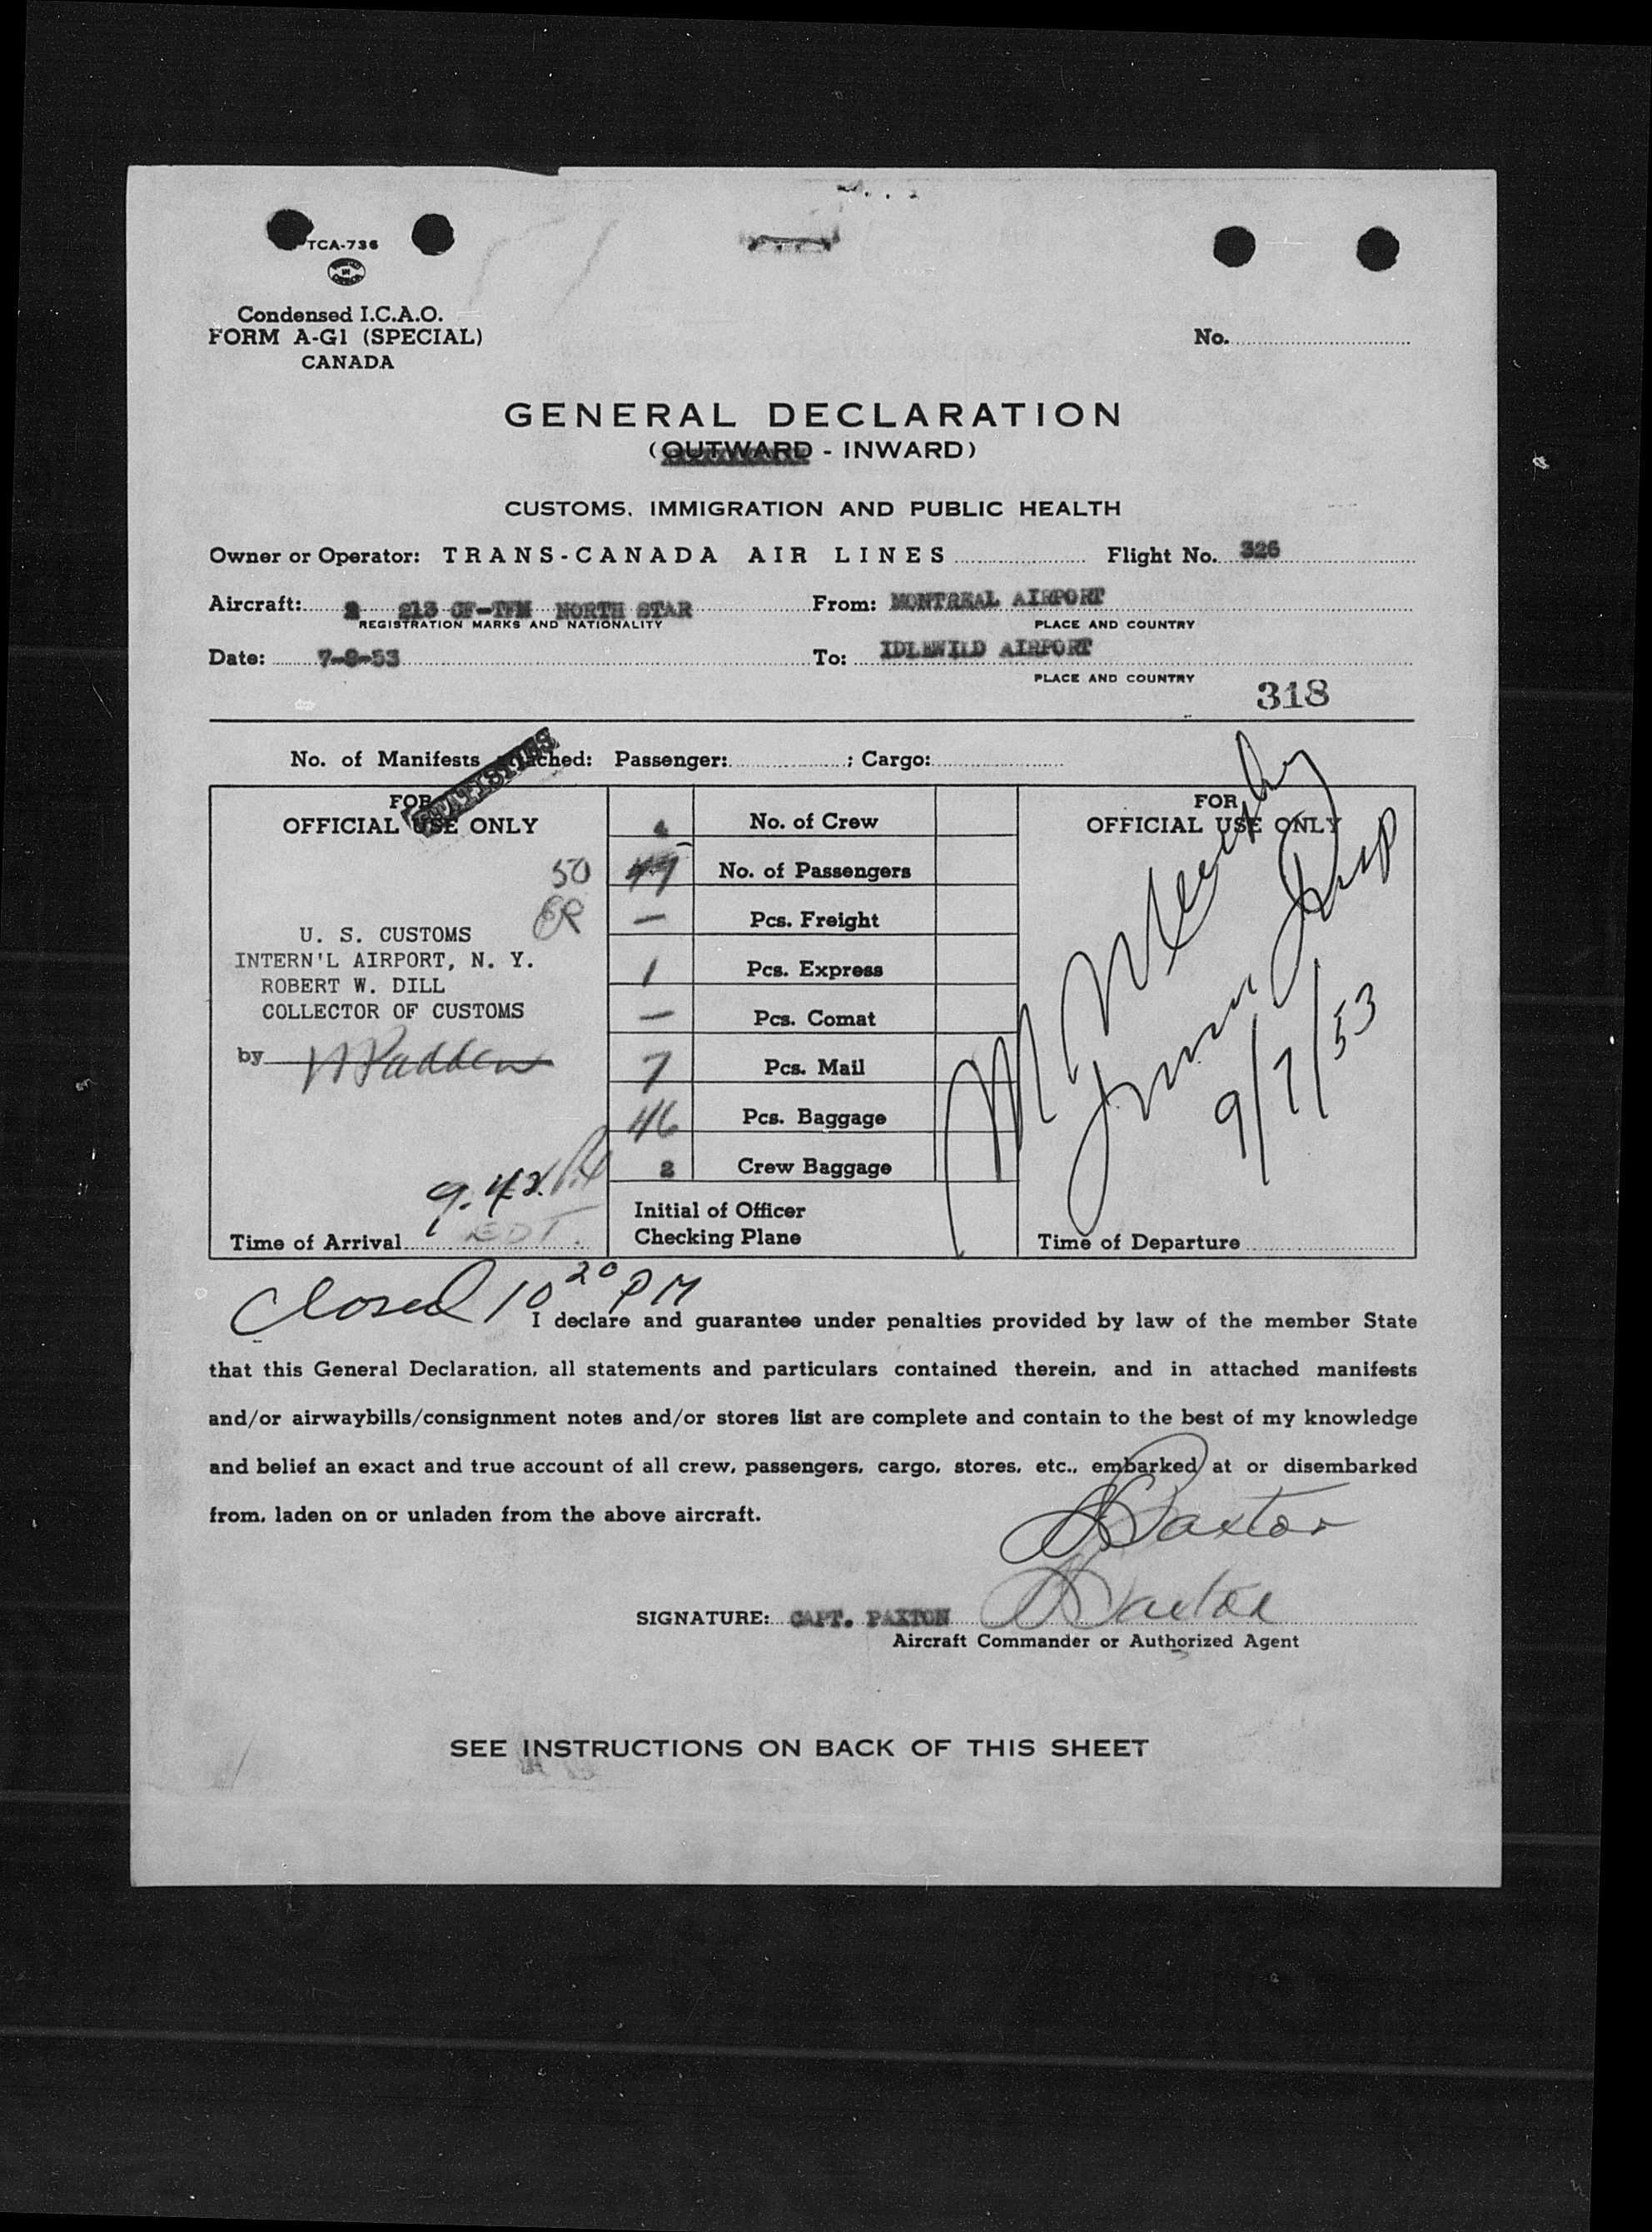 TCA-736
Condensed I.C.A.O.
FORM A-G1 (SPECIAL)
CANADA
No.
GENERAL DECLARATION
(OUTWARD - INWARD)
CUSTOMS, IMMIGRATION AND PUBLIC HEALTH
Owner or Operator: TRANS-CANADA AIR LINES Flight No. 326
Aircraft: 213 CF-TFM NORTH STAR From: MONTREAL AIRPORT
REGISTRATION MARKS AND NATIONALITY PLACE AND COUNTRY
Date: 7-9-53 To: IDLEWILD AIRPORT
PLACE AND COUNTRY
318
No. of Manifests attached: Passenger: ; Cargo:
STATISTICS
FOR
OFFICIAL USE ONLY
50
U. S. CUSTOMS
INTERN'L AIRPORT, N. Y.
ROBERT W. DILL
COLLECTOR OF CUSTOMS
by
9.42
EDT.
Time of Arrival
No. of Crew
49 No. of Passengers
— Pcs. Freight
1 Pcs. Express
— Pcs. Comat
7 Pcs. Mail
46 Pcs. Baggage
2 Crew Baggage
Initial of Officer
Checking Plane
FOR
OFFICIAL USE ONLY
9/7/53
Time of Departure
Closed 10 20 PM
I declare and guarantee under penalties provided by law of the member State
that this General Declaration, all statements and particulars contained therein, and in attached manifests
and/or airwaybills/consignment notes and/or stores list are complete and contain to the best of my knowledge
and belief an exact and true account of all crew, passengers, cargo, stores, etc., embarked at or disembarked
from, laden on or unladen from the above aircraft.
Paxton
SIGNATURE: CAPT. PAXTON Paxton
Aircraft Commander or Authorized Agent
SEE INSTRUCTIONS ON BACK OF THIS SHEET